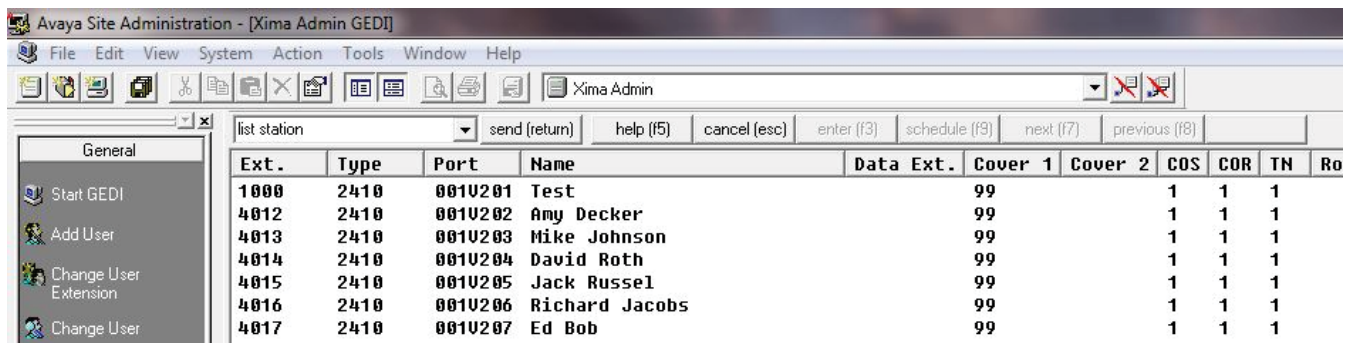 Avaya Site Administration - [Xima Admin GEDI]
File Edit View System Action Tools Window Help
Xima Admin
list station send (return) help (f5) cancel (esc) enter (f3) schedule (f9) next (f7) previous (f8)
General
Ext. Type Port Name Data Ext. Cover 1 Cover 2 COS COR TN Ro
1000 2410 001V201 Test 99 1 1 1
4012 2410 001V202 Amy Decker 99 1 1 1
4013 2410 001V203 Mike Johnson 99 1 1 1
4014 2410 001V204 David Roth 99 1 1 1
4015 2410 001V205 Jack Russel 99 1 1 1
4016 2410 001V206 Richard Jacobs 99 1 1 1
4017 2410 001V207 Ed Bob 99 1 1 1
Start GEDI
Add User
Change User
Extension
Change User